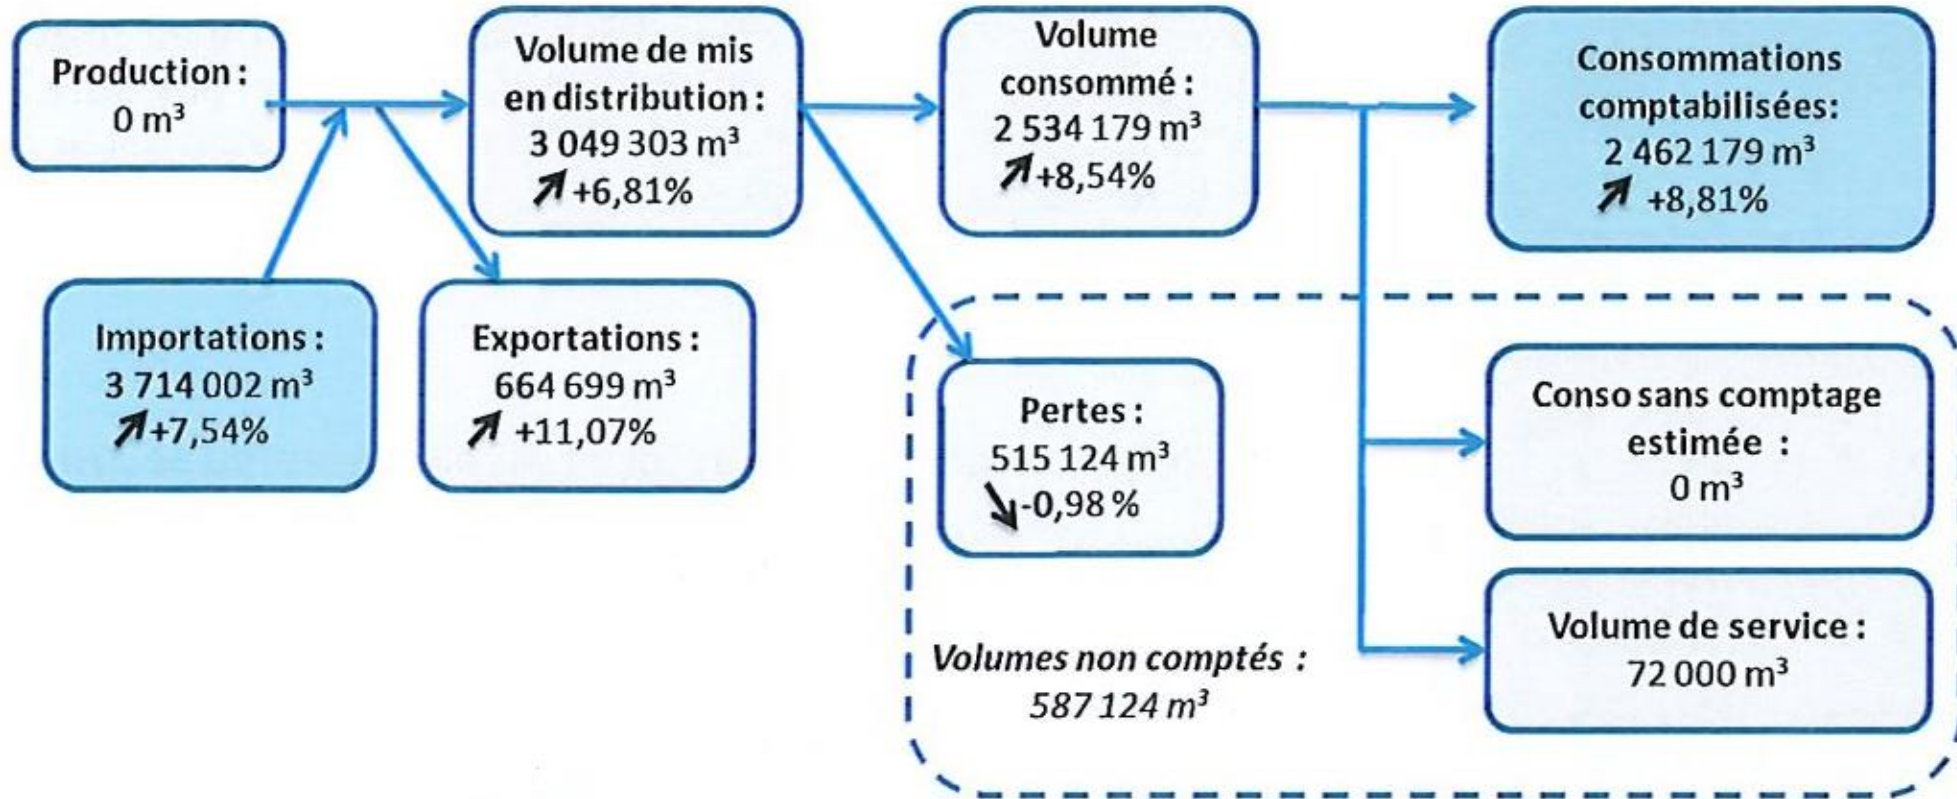 Production :
0 m³
Volume de mis
en distribution :
3 049 303 m³
+6,81%
Volume
consommé :
2 534 179 m³
+8,54%
Consommations
comptabilisées:
2 462 179 m³
+8,81%
Importations :
3 714 002 m³
+7,54%
Exportations :
664 699 m³
+11,07%
Pertes :
515 124 m³
-0,98 %
Conso sans comptage
estimée :
0 m³
Volumes non comptés :
587 124 m³
Volume de service :
72 000 m³